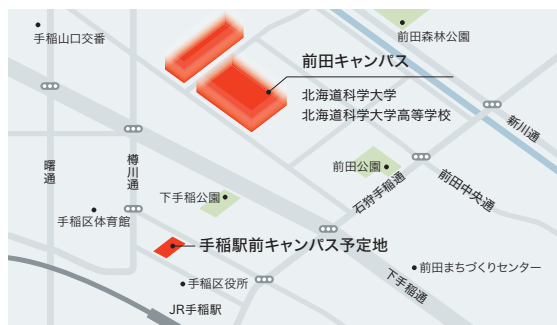 手稲山口交番
前田森林公園
前田キャンパス
北海道科学大学
北海道科学大学高等学校
新川通
曙通
樽川通
前田公園
石狩手稲通
前田中央通
下手稲公園
手稲区体育館
手稲駅前キャンパス予定地
手稲区役所
前田まちづくりセンター
下手稲通
JR手稲駅